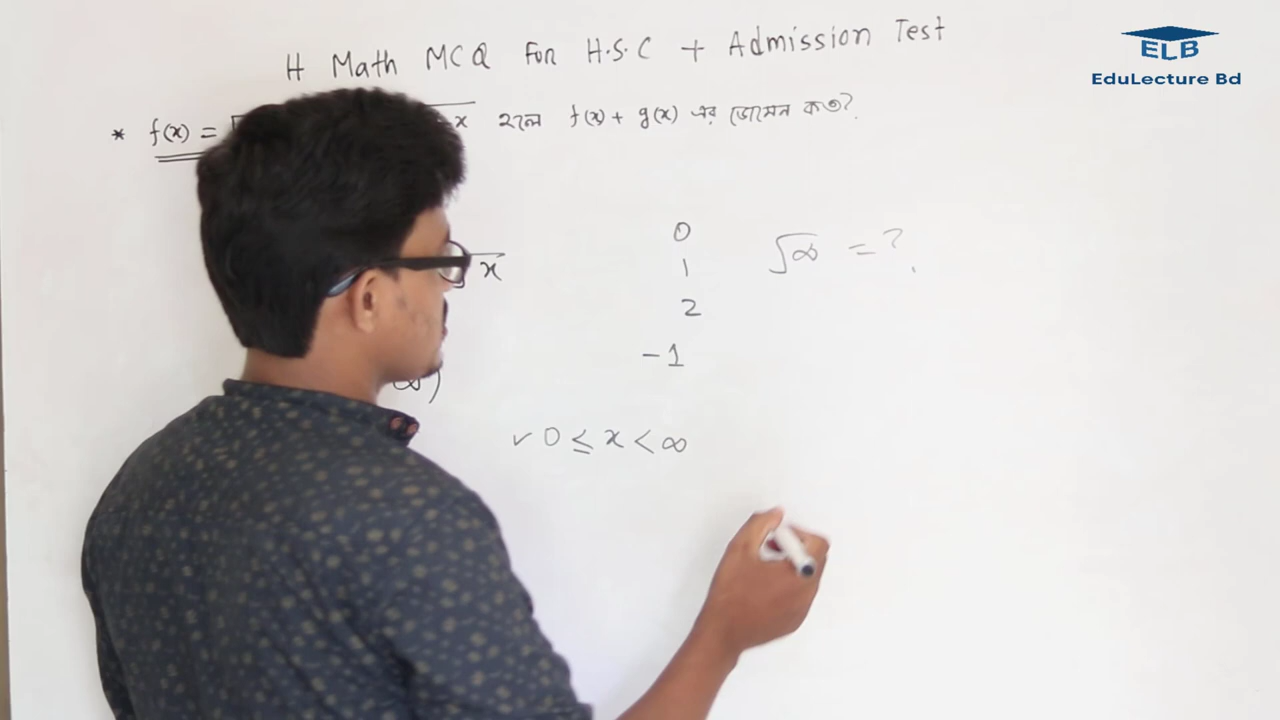 H Math MCQ For H.S.C + Admission Test
ELB
EduLecture Bd
* f(x) = x হলে f(x) + g(x) এর ডোমেন কত?
0
√∞ = ?
1
x
2
-1
∞)
✓ 0 ≤ x < ∞